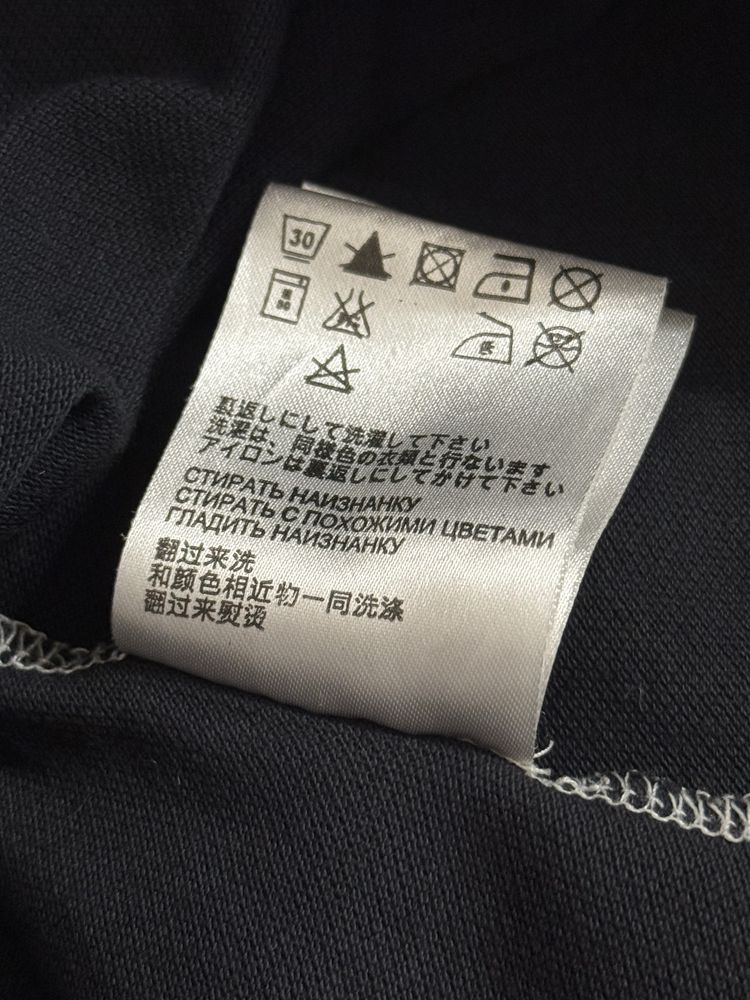 30
裏返しにして洗濯して下さい
洗濯は、同様色の衣類と行ないます
アイロンは裏返しにしてかけて下さい
СТИРАТЬ НАИЗНАНКУ
СТИРАТЬ С ПОХОЖИМИ ЦВЕТАМИ
ГЛАДИТЬ НАИЗНАНКУ
翻过来洗
和颜色相近物一同洗涤
翻过来熨烫